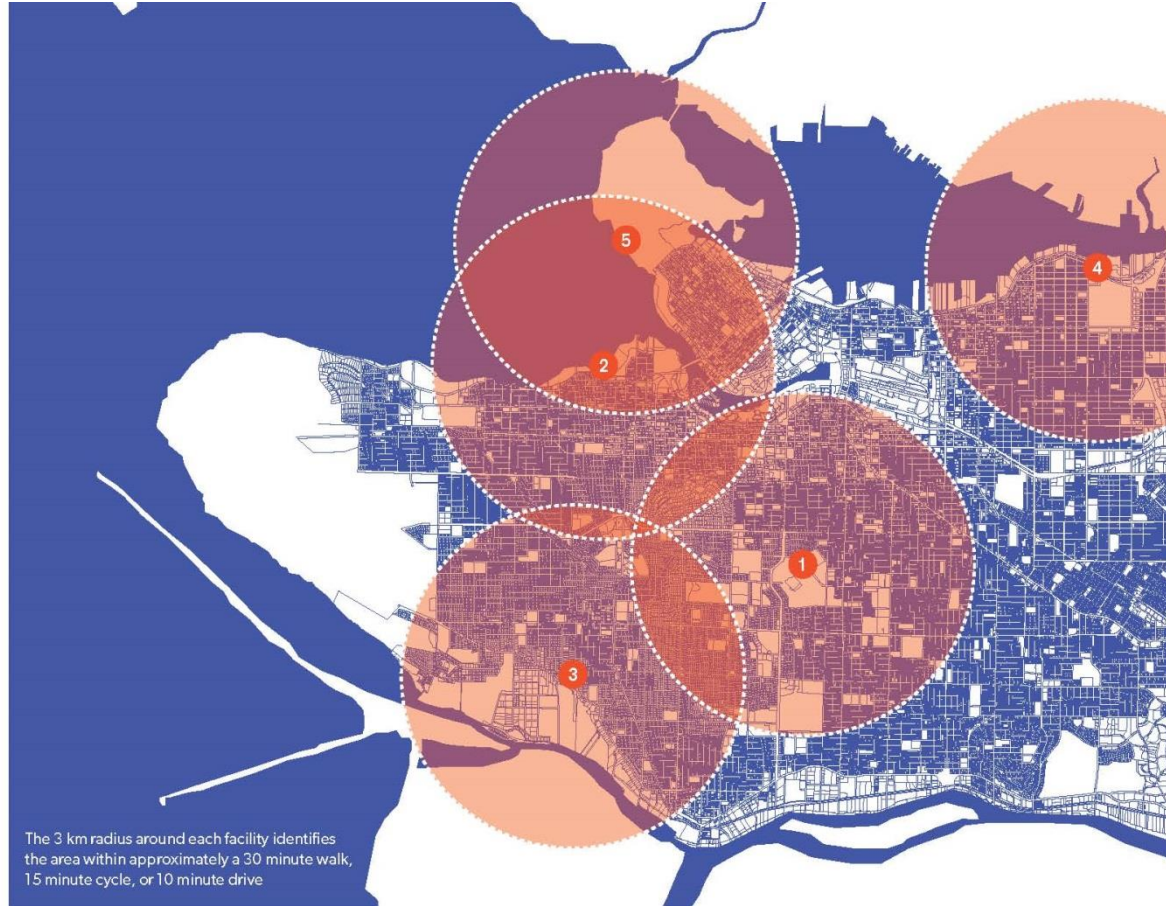 5
4
2
1
3
The 3 km radius around each facility identifies
the area within approximately a 30 minute walk,
15 minute cycle, or 10 minute drive